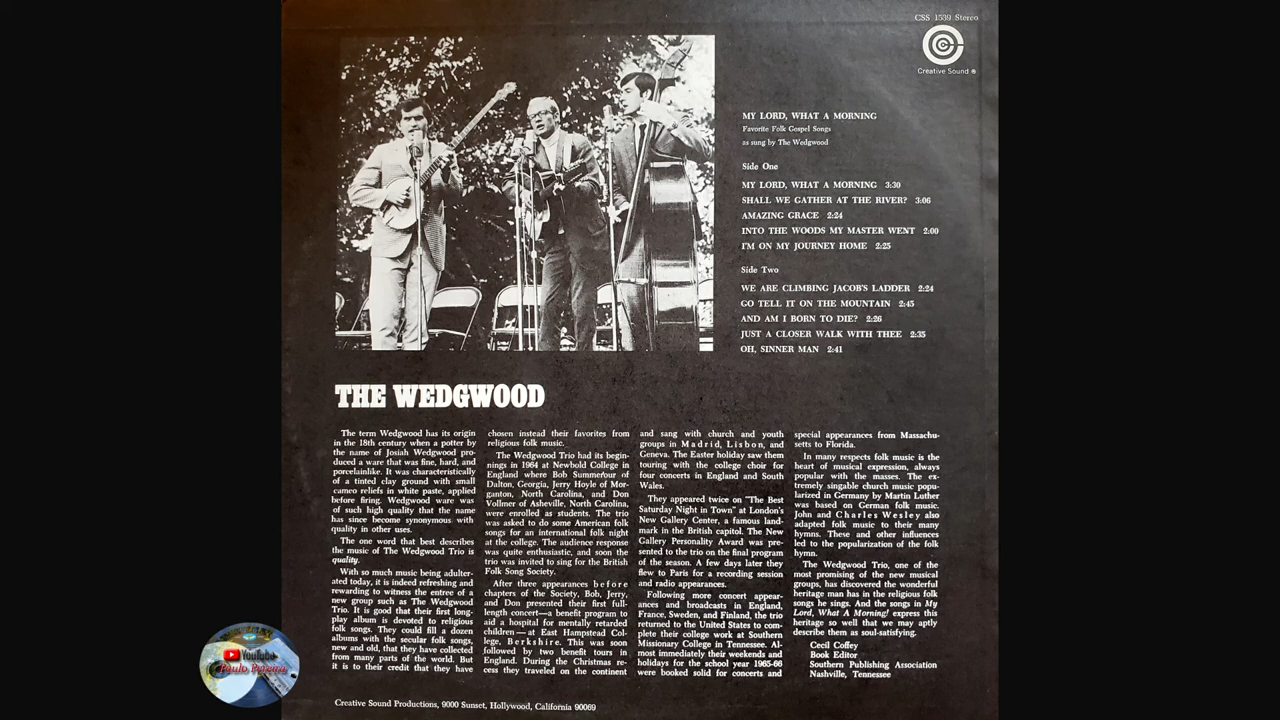 CSS 1539 Stereo
Creative Sound ®
MY LORD, WHAT A MORNING
Favorite Folk Gospel Songs
as sung by The Wedgwood
Side One
MY LORD, WHAT A MORNING 3:30
SHALL WE GATHER AT THE RIVER? 3:06
AMAZING GRACE 2:24
INTO THE WOODS MY MASTER WENT 2:00
I'M ON MY JOURNEY HOME 2:25
Side Two
WE ARE CLIMBING JACOB'S LADDER 2:24
GO TELL IT ON THE MOUNTAIN 2:45
AND AM I BORN TO DIE? 2:26
JUST A CLOSER WALK WITH THEE 2:35
OH, SINNER MAN 2:41
THE WEDGWOOD
The term Wedgwood has its origin
in the 18th century when a potter by
the name of Josiah Wedgwood pro-
duced a ware that was fine, hard, and
porcelainlike. It was characteristically
of a tinted clay ground with small
cameo reliefs in white paste, applied
before firing. Wedgwood ware was
of such high quality that the name
has since become synonymous with
quality in other uses.
The one word that best describes
the music of The Wedgwood Trio is
quality.
With so much music being adulter-
ated today, it is indeed refreshing and
rewarding to witness the entree of a
new group such as The Wedgwood
Trio. It is good that their first long-
play album is devoted to religious
folk songs. They could fill a dozen
albums with the secular folk songs,
new and old, that they have collected
from many parts of the world. But
it is to their credit that they have
chosen instead their favorites from
religious folk music.
The Wedgwood Trio had its begin-
nings in 1964 at Newbold College in
England where Bob Summerour of
Dalton, Georgia, Jerry Hoyle of Mor-
ganton, North Carolina, and Don
Vollmer of Asheville, North Carolina,
were enrolled as students. The trio
was asked to do some American folk
songs for an international folk night
at the college. The audience response
was quite enthusiastic, and soon the
trio was invited to sing for the British
Folk Song Society.
After three appearances before
chapters of the Society, Bob, Jerry,
and Don presented their first full-
length concert—a benefit program to
aid a hospital for mentally retarded
children—at East Hampstead Col-
lege, Berkshire. This was soon
followed by two benefit tours in
England. During the Christmas re-
cess they traveled on the continent
and sang with church and youth
groups in Madrid, Lisbon, and
Geneva. The Easter holiday saw them
touring with the college choir for
four concerts in England and South
Wales.
They appeared twice on "The Best
Saturday Night in Town" at London's
New Gallery Center, a famous land-
mark in the British capitol. The New
Gallery Personality Award was pre-
sented to the trio on the final program
of the season. A few days later they
flew to Paris for a recording session
and radio appearances.
Following more concert appear-
ances and broadcasts in England,
France, Sweden, and Finland, the trio
returned to the United States to com-
plete their college work at Southern
Missionary College in Tennessee. Al-
most immediately their weekends and
holidays for the school year 1965-66
were booked solid for concerts and
special appearances from Massachu-
setts to Florida.
In many respects folk music is the
heart of musical expression, always
popular with the masses. The ex-
tremely singable church music popu-
larized in Germany by Martin Luther
was based on German folk music.
John and Charles Wesley also
adapted folk music to their many
hymns. These and other influences
led to the popularization of the folk
hymn.
The Wedgwood Trio, one of the
most promising of the new musical
groups, has discovered the wonderful
heritage man has in the religious folk
songs he sings. And the songs in My
Lord, What A Morning! express this
heritage so well that we may aptly
describe them as soul-satisfying.
Cecil Coffey
Book Editor
Southern Publishing Association
Nashville, Tennessee
YouTube
Paulo Pereira
Creative Sound Productions, 9000 Sunset, Hollywood, California 90069